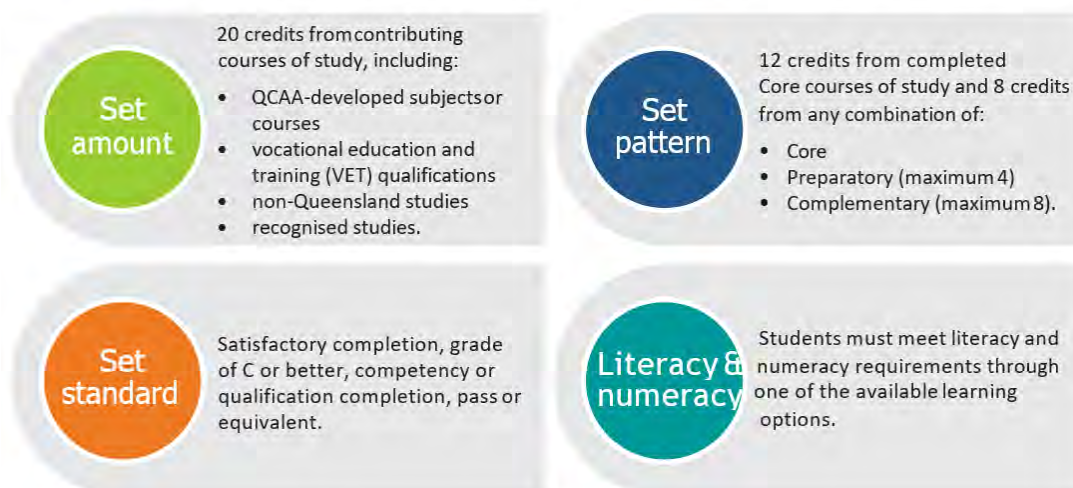 Set
amount
20 credits fromcontributing
courses of study, including:
• QCAA-developed subjectsor
courses
• vocational education and
training (VET) qualifications
• non-Queensland studies
• recognised studies.
Set
pattern
12 credits from completed
Core courses of study and 8 credits
from any combination of:
• Core
• Preparatory (maximum 4)
• Complementary (maximum 8).
Set
standard
Satisfactory completion, grade
of C or better, competency or
qualification completion, pass or
equivalent.
Literacy &
numeracy
Students must meet literacy and
numeracy requirements through
one of the available learning
options.